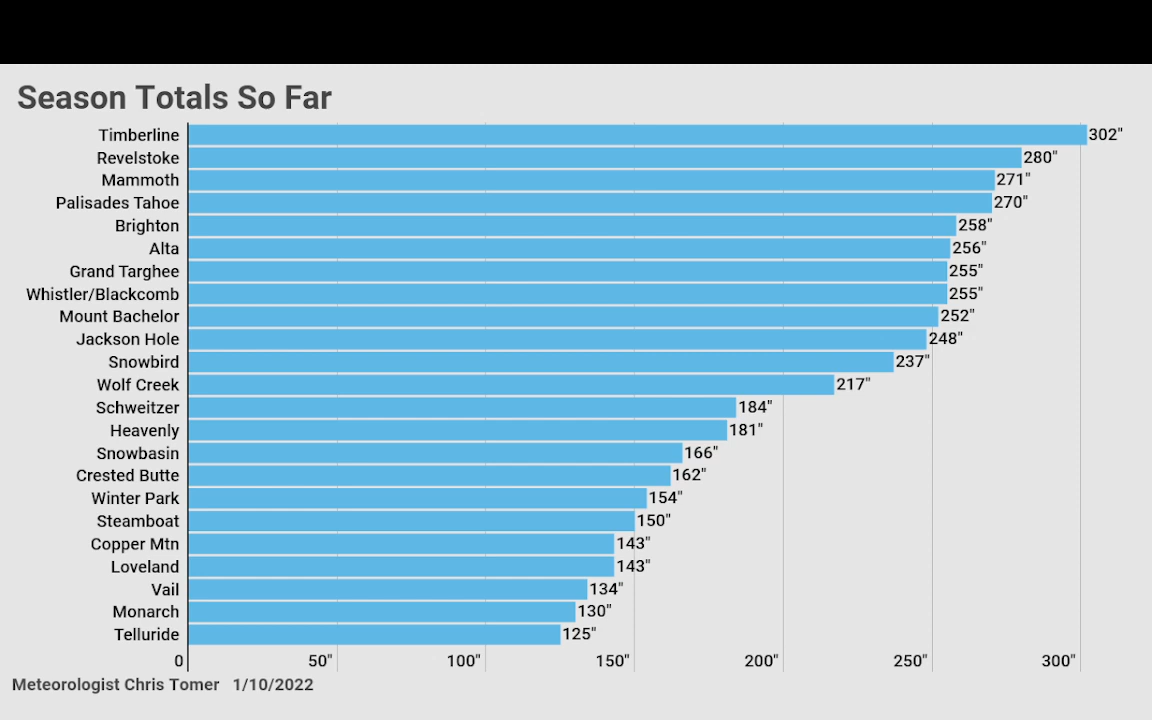 Season Totals So Far
Timberline 302"
Revelstoke 280"
Mammoth 271"
Palisades Tahoe 270"
Brighton 258"
Alta 256"
Grand Targhee 255"
Whistler/Blackcomb 255"
Mount Bachelor 252"
Jackson Hole 248"
Snowbird 237"
Wolf Creek 217"
Schweitzer 184"
Heavenly 181"
Snowbasin 166"
Crested Butte 162"
Winter Park 154"
Steamboat 150"
Copper Mtn 143"
Loveland 143"
Vail 134"
Monarch 130"
Telluride 125"
0 50" 100" 150" 200" 250" 300"
Meteorologist Chris Tomer 1/10/2022